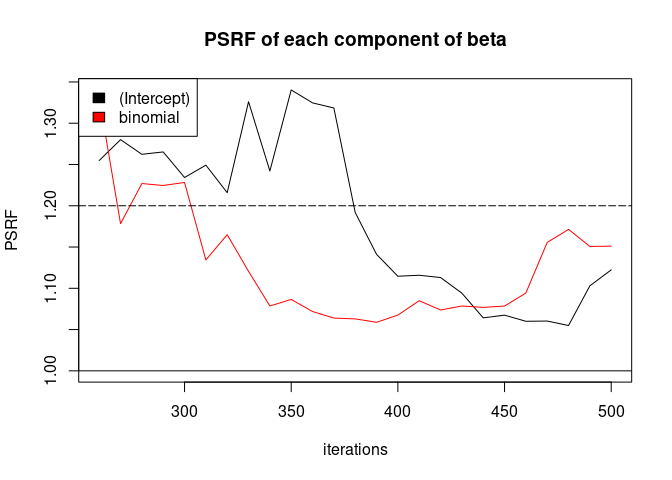 PSRF of each component of beta
(Intercept)
binomial
PSRF
1.30
1.20
1.10
1.00
300 350 400 450 500
iterations